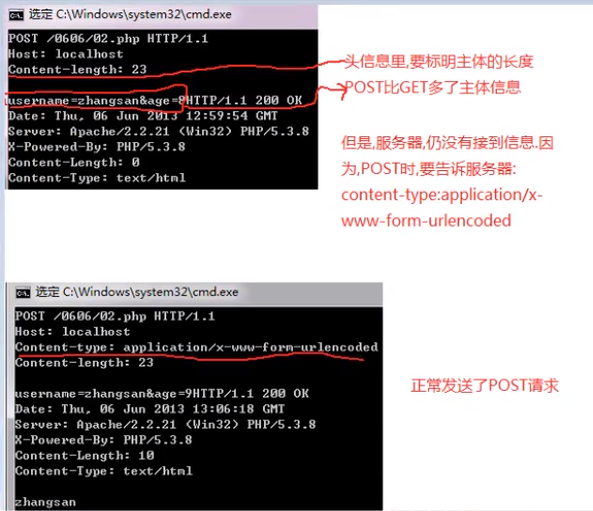 选定 C:\Windows\system32\cmd.exe
POST /0606/02.php HTTP/1.1
Host: localhost
Content-length: 23
username=zhangsan&age=8HTTP/1.1 200 OK
Date: Thu, 06 Jun 2013 12:59:54 GMT
Server: Apache/2.2.21 (Win32) PHP/5.3.8
X-Powered-By: PHP/5.3.8
Content-Length: 0
Content-Type: text/html
头信息里,要标明主体的长度
POST比GET多了主体信息
但是,服务器,仍没有接到信息.因
为,POST时,要告诉服务器:
content-type:application/x-
www-form-urlencoded
选定 C:\Windows\system32\cmd.exe
POST /0606/02.php HTTP/1.1
Host: localhost
Content-type: application/x-www-form-urlencoded
Content-length: 23
username=zhangsan&age=9HTTP/1.1 200 OK
Date: Thu, 06 Jun 2013 13:06:18 GMT
Server: Apache/2.2.21 (Win32) PHP/5.3.8
X-Powered-By: PHP/5.3.8
Content-Length: 10
Content-Type: text/html
zhangsan
正常发送了POST请求